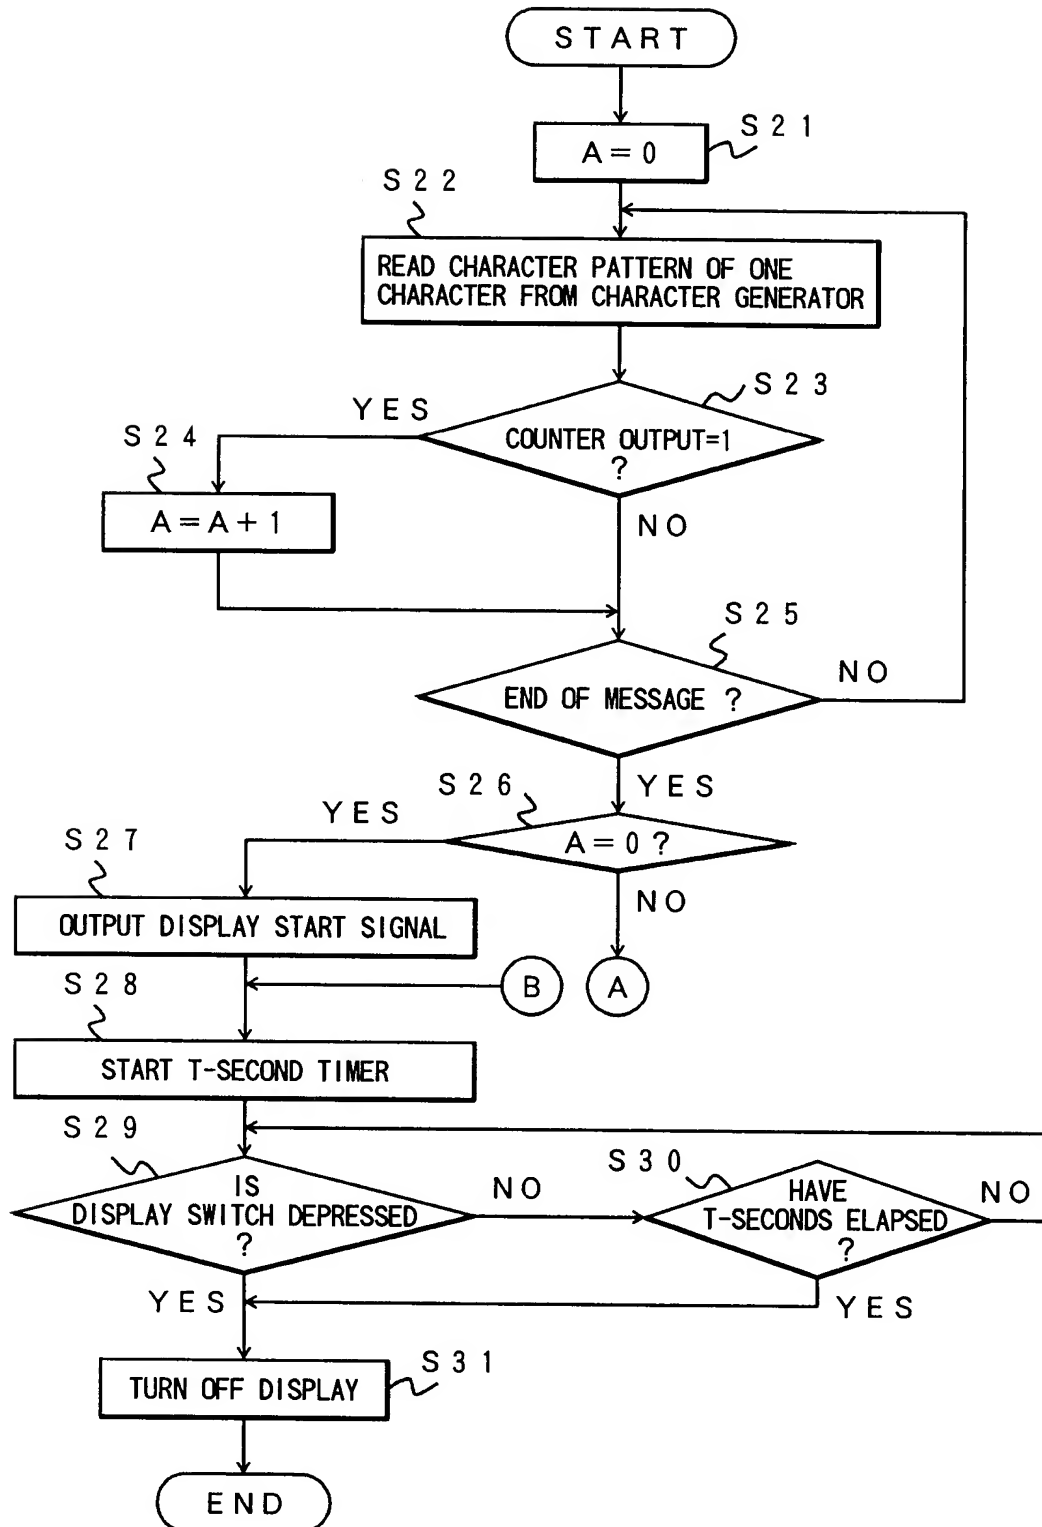 START
S21
A=0
S22
READ CHARACTER PATTERN OF ONE
CHARACTER FROM CHARACTER GENERATOR
S23
YES
COUNTER OUTPUT=1
?
S24
A=A+1
NO
S25
END OF MESSAGE ?
NO
YES
S26
YES
A=0?
S27
NO
OUTPUT DISPLAY START SIGNAL
B
A
S28
START T-SECOND TIMER
S29
IS
DISPLAY SWITCH DEPRESSED
?
NO
S30
HAVE
T-SECONDS ELAPSED
?
NO
YES
YES
S31
TURN OFF DISPLAY
END